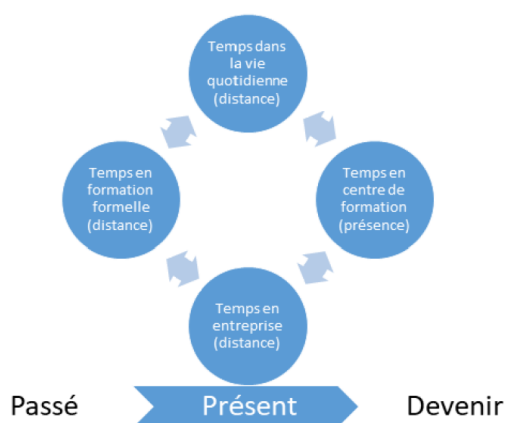 Temps dans
la vie
quotidienne
(distance)
Temps en
formation
formelle
(distance)
Temps en
centre de
formation
(présence)
Temps en
entreprise
(distance)
Passé
Présent
Devenir